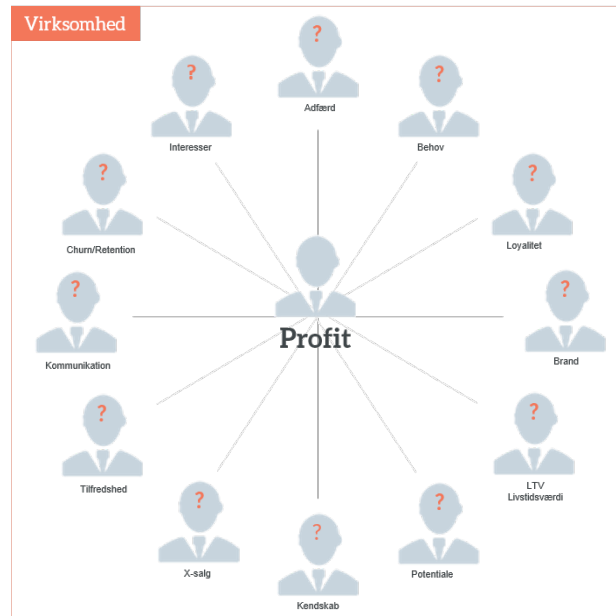 Virksomhed
?
Adfærd
?
Interesser
?
Behov
?
Churn/Retention
?
Loyalitet
?
Kommunikation
Profit
?
Brand
?
Tilfredshed
?
LTV
Livstidsværdi
?
X-salg
?
Kendskab
?
Potentiale